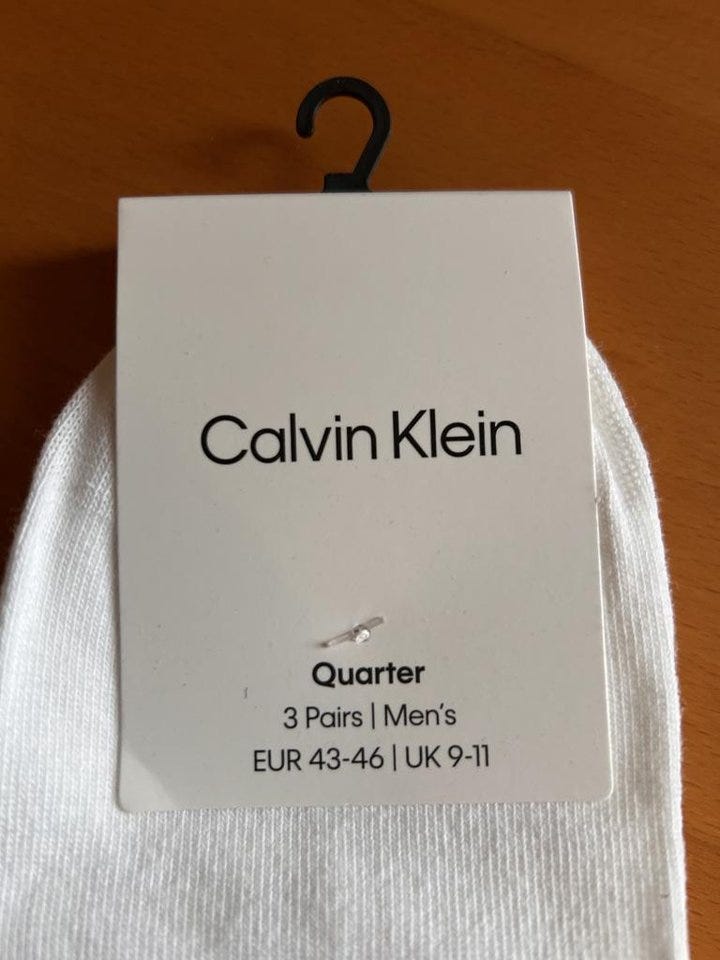 Calvin Klein
Quarter
3 Pairs | Men's
EUR 43-46 | UK 9-11